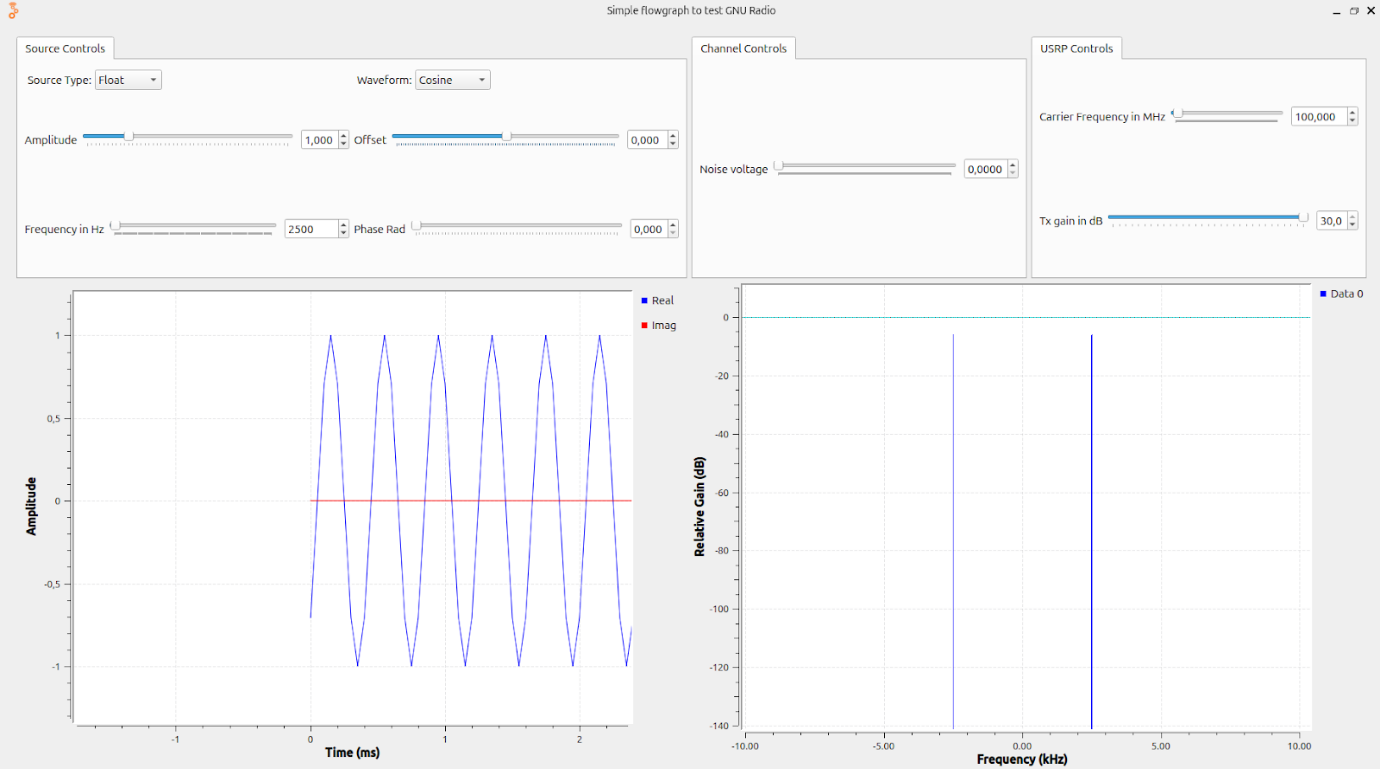 Simple flowgraph to test GNU Radio
Source Controls
Source Type: Float
Waveform: Cosine
Amplitude 1,000 Offset 0,000
Frequency in Hz 2500 Phase Rad 0,000
Channel Controls
Noise voltage 0,0000
USRP Controls
Carrier Frequency in MHz 100,000
Tx gain in dB 30,0
Real
Imag
Amplitude
1
0,5
0
-0,5
-1
-1 0 1 2
Time (ms)
Data 0
Relative Gain (dB)
0
-20
-40
-60
-80
-100
-120
-140
-10.00 -5.00 0.00 5.00 10.00
Frequency (kHz)